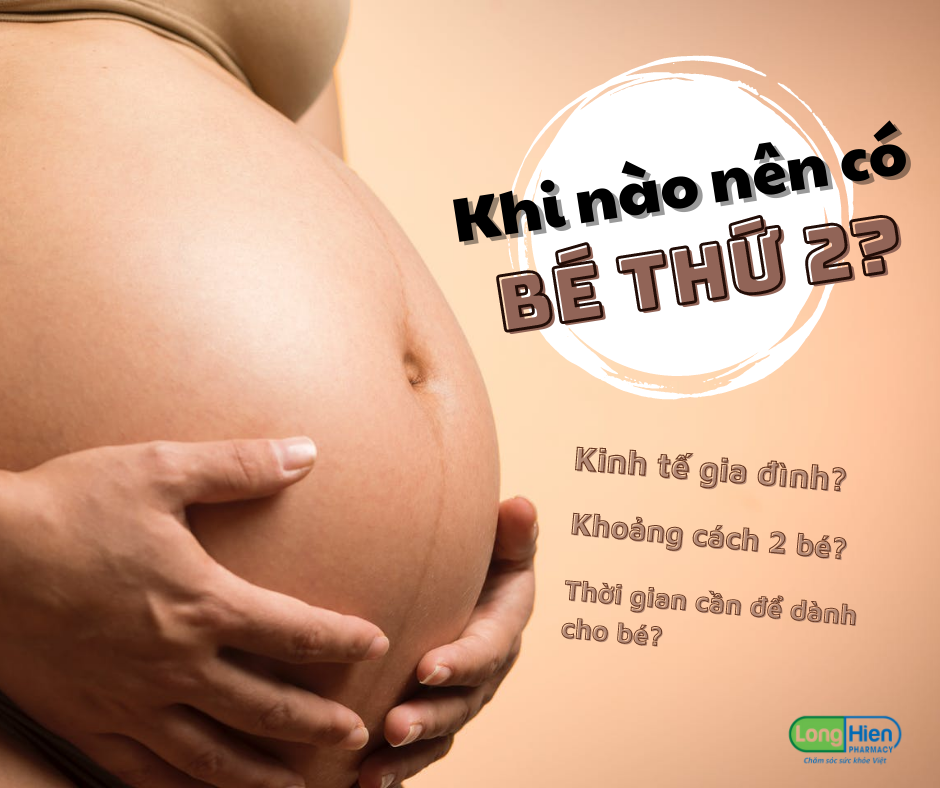 Khi nào nên có
BÉ THỨ 2?
Kinh tế gia đình?
Khoảng cách 2 bé?
Thời gian cần để dành
cho bé?
Long Hien
PHARMACY
Chăm sóc sức khỏe Việt